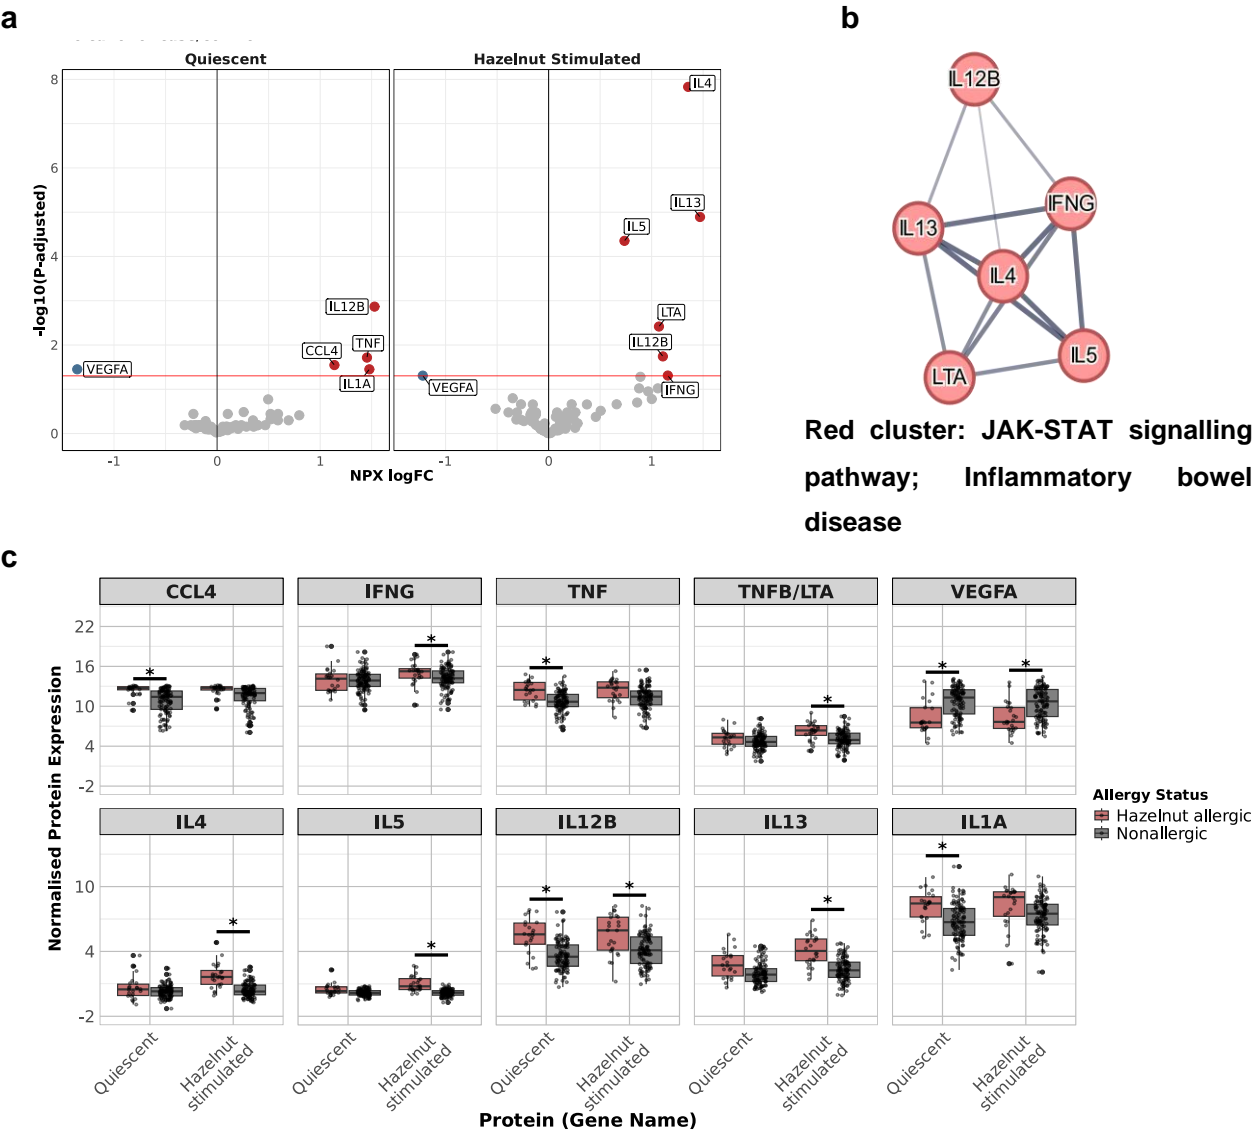 a
b
Quiescent
Hazelnut Stimulated
8
6
4
2
0
-log10(P-adjusted)
VEGFA
CCL4
IL12B
TNF
IL1A
IL4
IL13
IL5
LTA
IL12B
IFNG
VEGFA
-1 0 1 -1 0 1
NPX logFC
IL12B
IFNG
IL13
IL4
IL5
LTA
Red cluster: JAK-STAT signalling
pathway; Inflammatory bowel
disease
c
CCL4 IFNG TNF TNFB/LTA VEGFA
22
16
10
4
-2
* * * * * *
IL4 IL5 IL12B IL13 IL1A
10
4
-2
* * * * * *
Normalised Protein Expression
Quiescent Hazelnut stimulated Quiescent Hazelnut stimulated Quiescent Hazelnut stimulated Quiescent Hazelnut stimulated Quiescent Hazelnut stimulated
Protein (Gene Name)
Allergy Status
Hazelnut allergic
Nonallergic